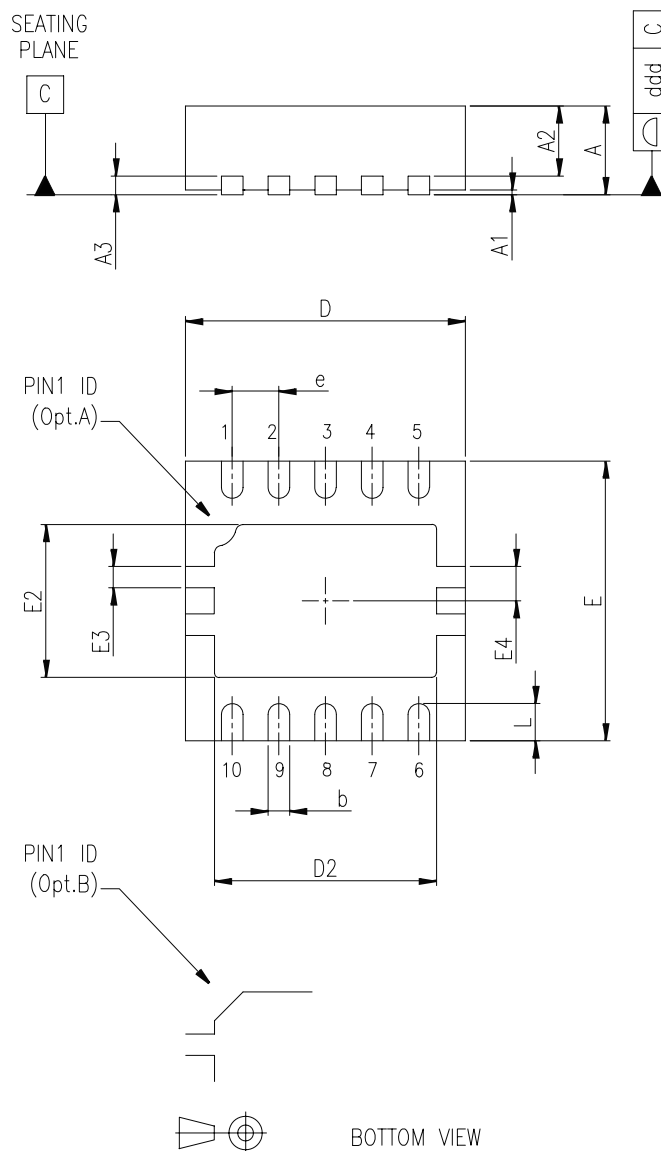 SEATING
PLANE
C
C
ddd
A2
A
A3
A1
D
PIN1 ID
(Opt.A)
e
1 2 3 4 5
E2
E3
E4
E
L
10 9 8 7 6
b
PIN1 ID
(Opt.B)
D2
BOTTOM VIEW